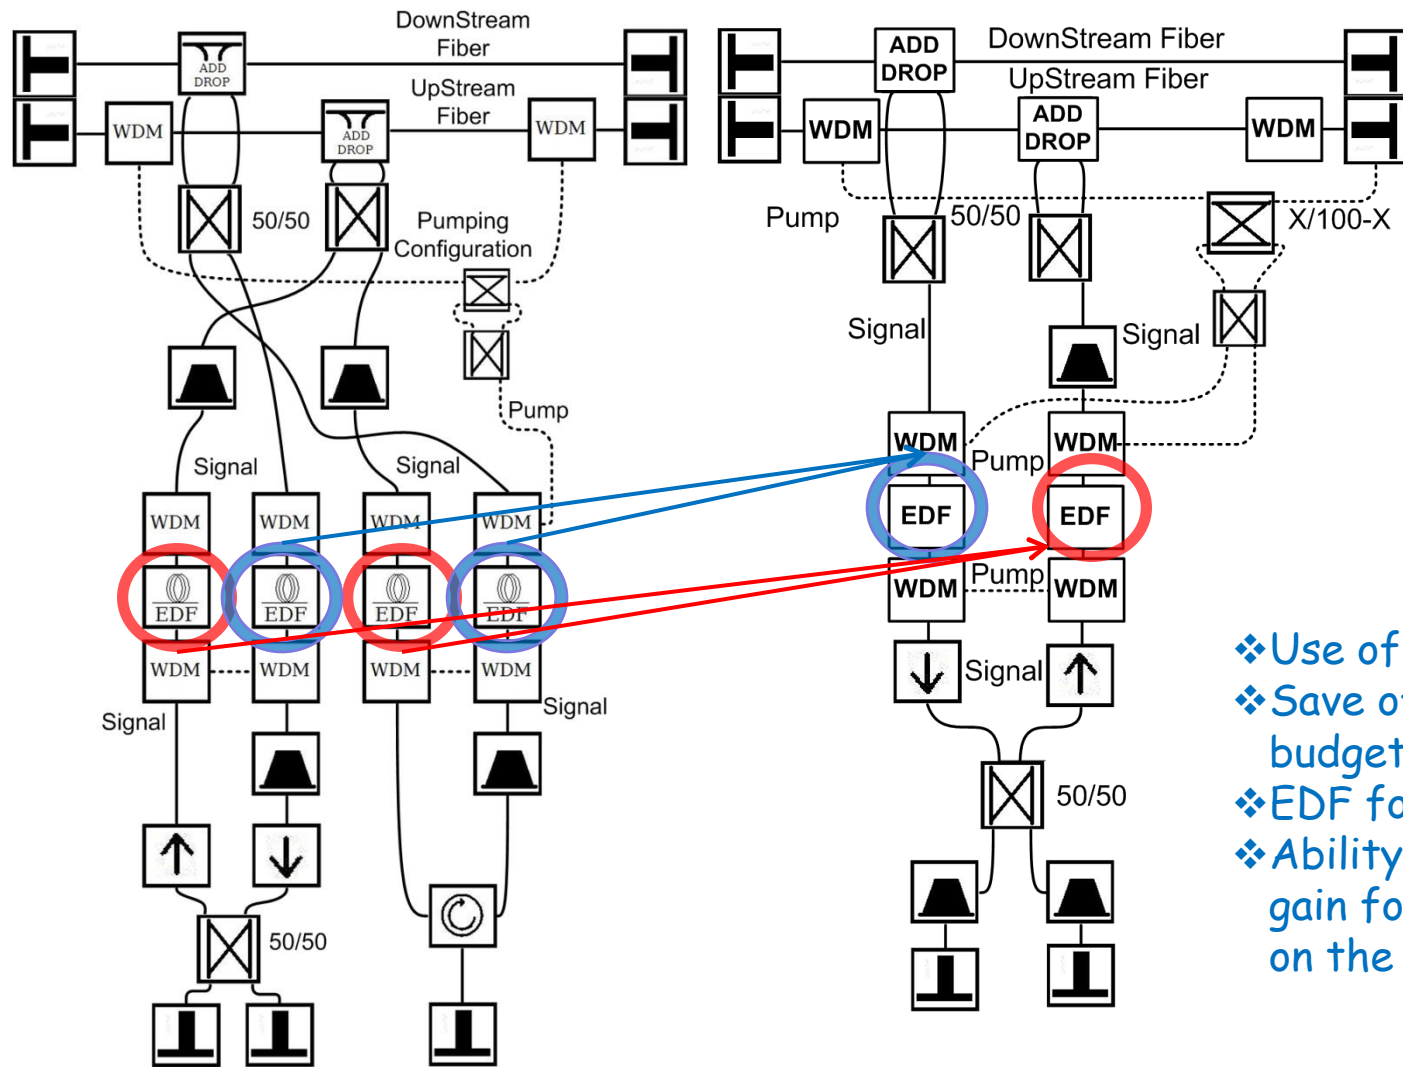 DownStream
Fiber
ADD
DROP
UpStream
Fiber
WDM
ADD
DROP
WDM
50/50
Pumping
Configuration
Pump
Signal
Signal
WDM
WDM
WDM
WDM
EDF
EDF
EDF
EDF
WDM
WDM
WDM
WDM
Signal
Signal
50/50
ADD
DROP
DownStream Fiber
UpStream Fiber
WDM
ADD
DROP
WDM
Pump
50/50
X/100-X
Signal
Signal
WDM
Pump
WDM
EDF
EDF
WDM
Pump
WDM
Signal
50/50
❖Use of
❖Save of
budget
❖EDF fo
❖Ability
gain fo
on the